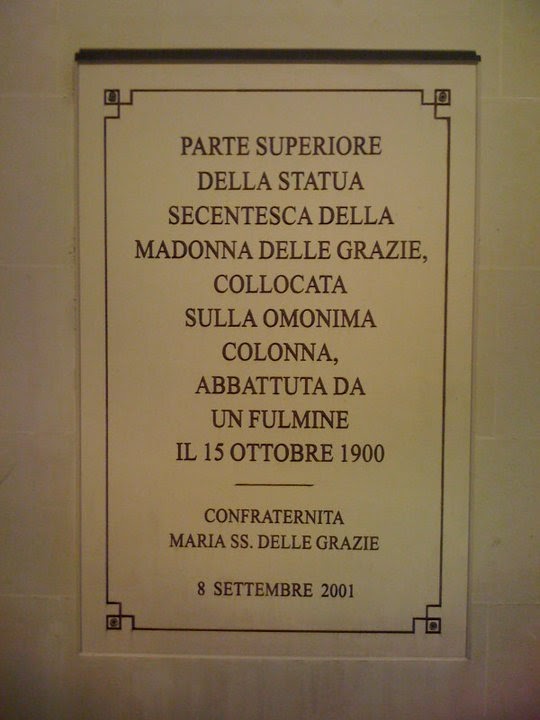 PARTE SUPERIORE
DELLA STATUA
SECENTESCA DELLA
MADONNA DELLE GRAZIE,
COLLOCATA
SULLA OMONIMA
COLONNA,
ABBATTUTA DA
UN FULMINE
IL 15 OTTOBRE 1900
CONFRATERNITA
MARIA SS. DELLE GRAZIE
8 SETTEMBRE 2001